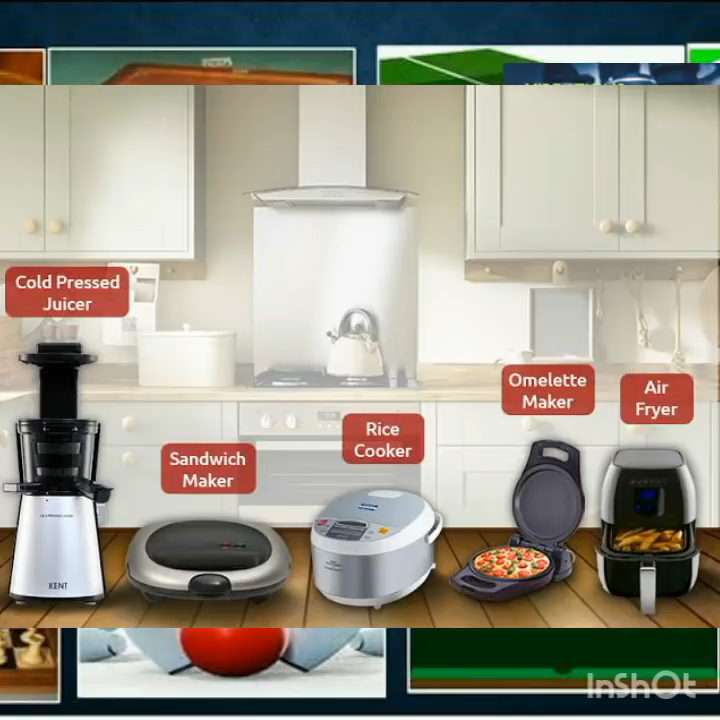 Cold Pressed
Juicer
Omelette
Maker
Air
Fryer
Rice
Cooker
Sandwich
Maker
KENT
InShOt